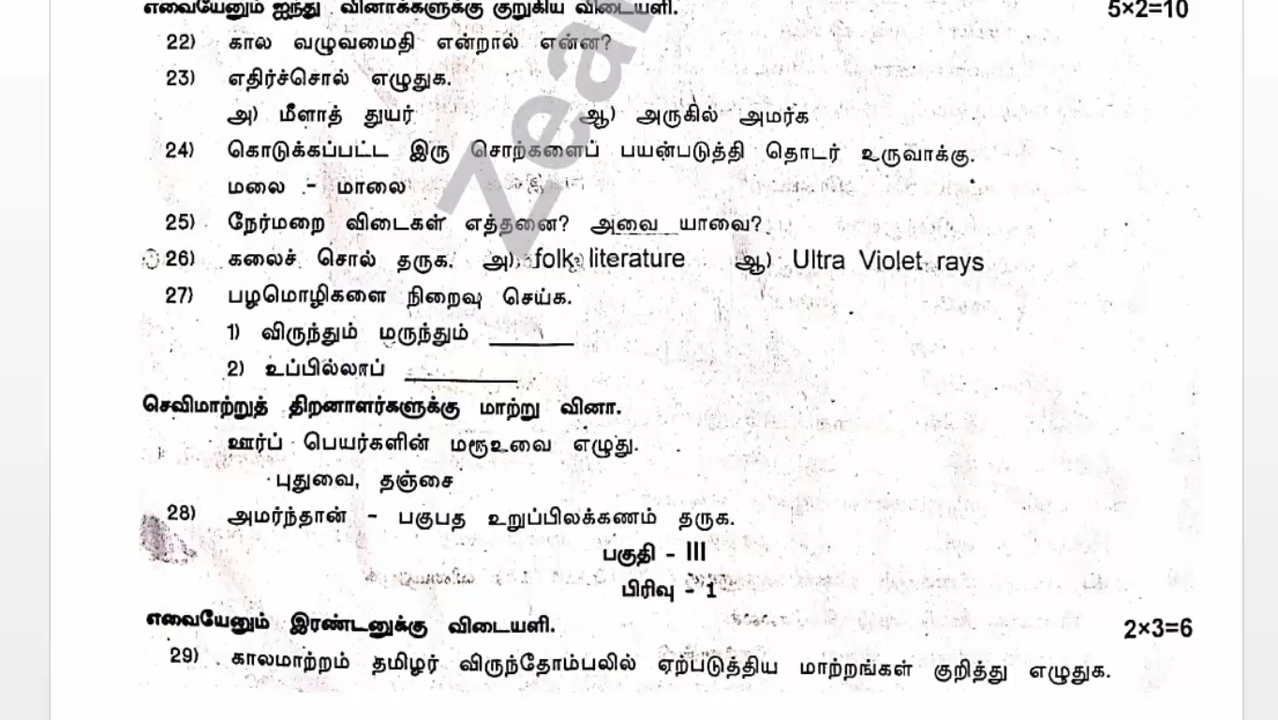 எவையேனும் ஐந்து வினாக்களுக்கு குறுகிய விடையளி. 5×2=10
22) கால வழுவமைதி என்றால் என்ன?
23) எதிர்ச்சொல் எழுதுக.
அ) மீளாத் துயர் ஆ) அருகில் அமர்க
24) கொடுக்கப்பட்ட இரு சொற்களைப் பயன்படுத்தி தொடர் உருவாக்கு.
மலை - மாலை
25) நேர்மறை விடைகள் எத்தனை? அவை யாவை?
26) கலைச் சொல் தருக. அ) folk literature ஆ) Ultra Violet rays
27) பழமொழிகளை நிறைவு செய்க.
1) விருந்தும் மருந்தும் ________
2) உப்பில்லாப் ________
செவிமாற்றுத் திறனாளர்களுக்கு மாற்று வினா.
ஊர்ப் பெயர்களின் மரூஉவை எழுது.
புதுவை, தஞ்சை
28) அமர்ந்தான் - பகுபத உறுப்பிலக்கணம் தருக.
பகுதி - III
பிரிவு - 1
எவையேனும் இரண்டனுக்கு விடையளி. 2×3=6
29) காலமாற்றம் தமிழர் விருந்தோம்பலில் ஏற்படுத்திய மாற்றங்கள் குறித்து எழுதுக.